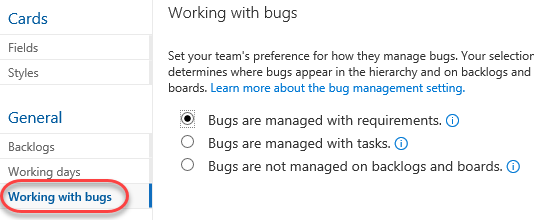 Cards
Fields
Styles
General
Backlogs
Working days
Working with bugs
Working with bugs
Set your team's preference for how they manage bugs. Your selection
determines where bugs appear in the hierarchy and on backlogs and
boards. Learn more about the bug management setting.
Bugs are managed with requirements.
Bugs are managed with tasks.
Bugs are not managed on backlogs and boards.